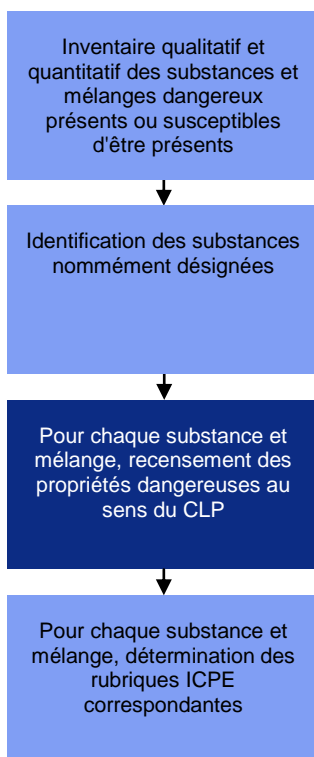 Inventaire qualitatif et
quantitatif des substances et
mélanges dangereux
présents ou susceptibles
d'être présents
Identification des substances
nommément désignées
Pour chaque substance et
mélange, recensement des
propriétés dangereuses au
sens du CLP
Pour chaque substance et
mélange, détermination des
rubriques ICPE
correspondantes